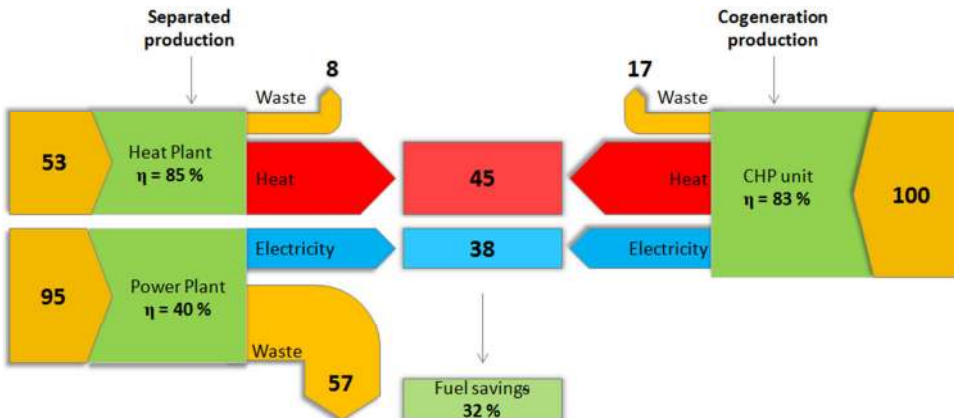 Separated
production
Cogeneration
production
8
17
Waste
Waste
53
Heat Plant
η = 85 %
Heat
45
Heat
CHP unit
η = 83 %
100
Electricity
38
Electricity
95
Power Plant
η = 40 %
Waste
57
Fuel savings
32 %